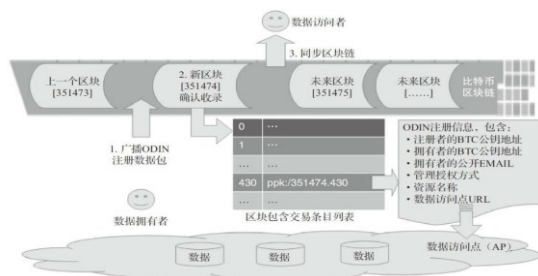 数据访问者
3. 同步区块链
上一个区块
[351473]
2. 新区块
[351474]
确认收录
未来区块
[351475]
未来区块
[……]
比特币
区块链
1. 广播ODIN
注册数据包
0 …
1 …
… …
430 ppk:/351474.430
… …
区块包含交易条目列表
ODIN注册信息，包含：
• 注册者的BTC公钥地址
• 拥有者的BTC公钥地址
• 拥有者的公开EMAIL
• 管理授权方式
• 资源名称
• 数据访问点URL
数据拥有者
数据访问点（AP）
数据
数据
数据